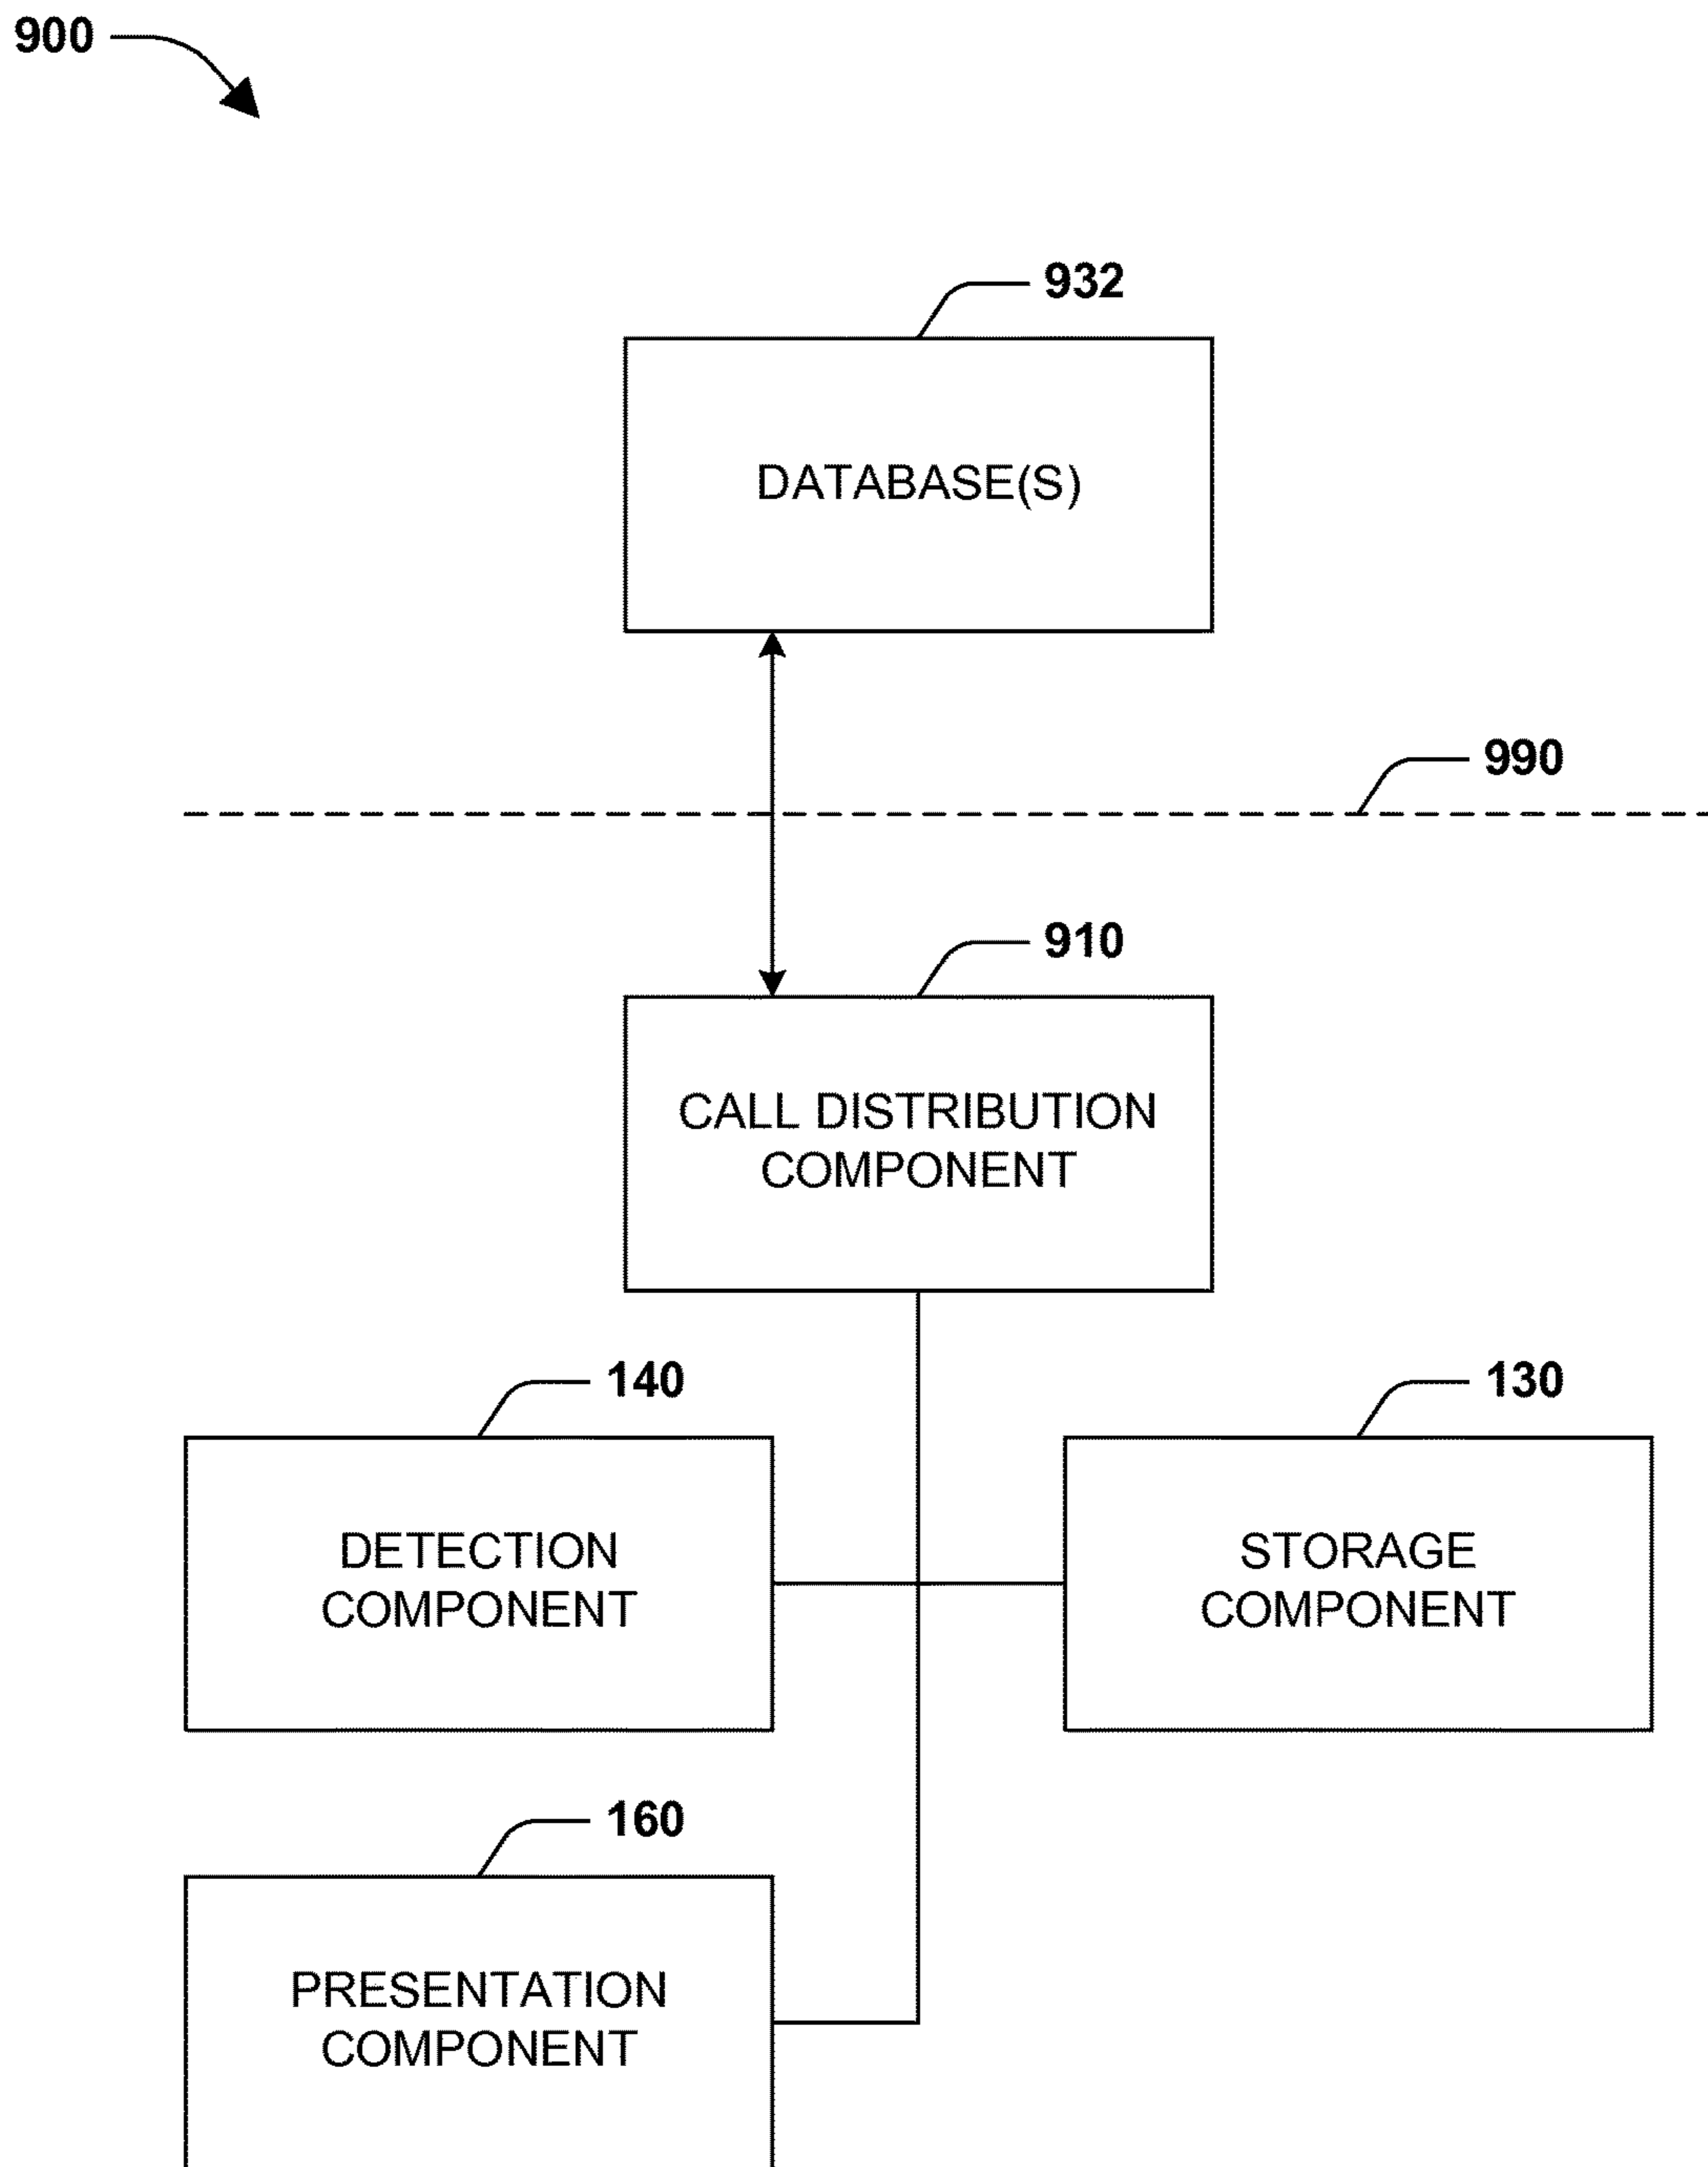 900
932
DATABASE(S)
990
910
CALL DISTRIBUTION
COMPONENT
140
130
DETECTION
COMPONENT
STORAGE
COMPONENT
160
PRESENTATION
COMPONENT